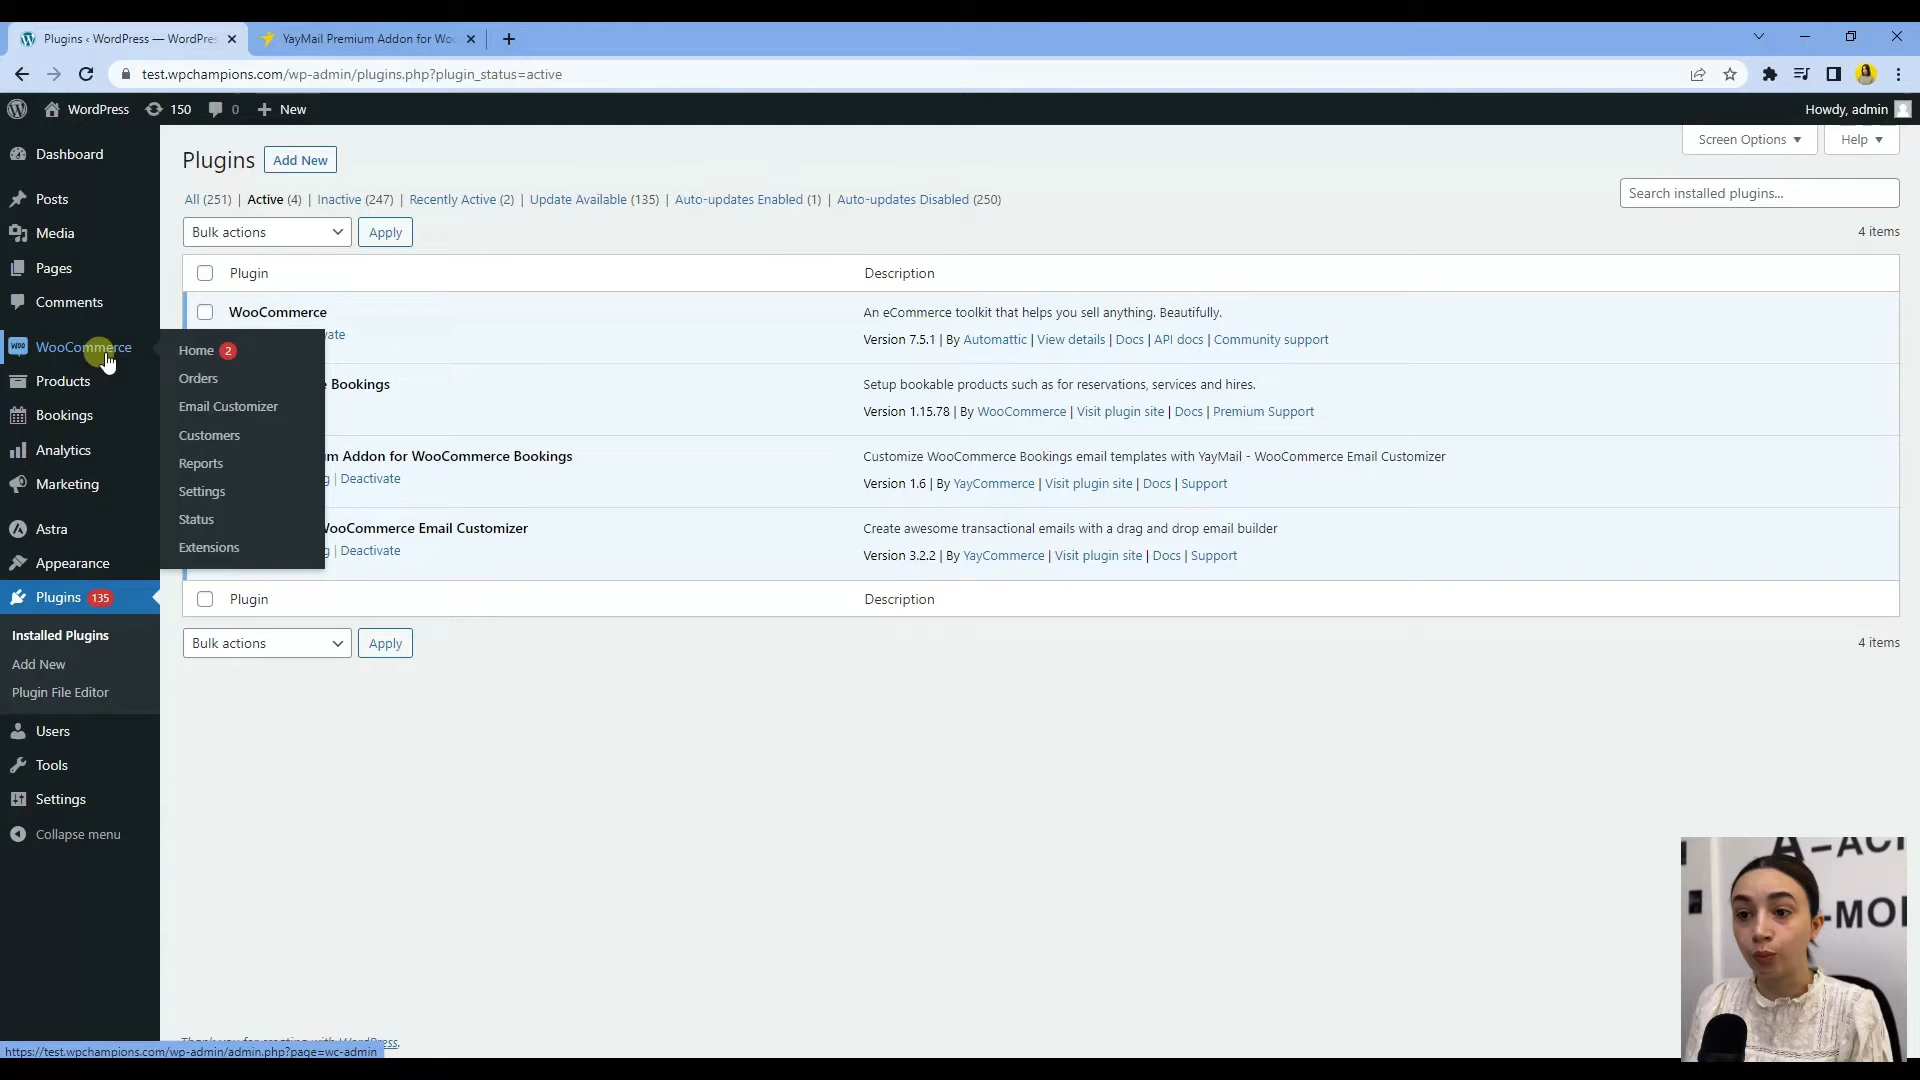 Plugins ‹ WordPress — WordPres
YayMail Premium Addon for Woo
test.wpchampions.com/wp-admin/plugins.php?plugin_status=active
WordPress 150 0 New
Howdy, admin
Dashboard
Posts
Media
Pages
Comments
WooCommerce
Products
Bookings
Analytics
Marketing
Astra
Appearance
Plugins 135
Installed Plugins
Add New
Plugin File Editor
Users
Tools
Settings
Collapse menu
Home 2
Orders
Email Customizer
Customers
Reports
Settings
Status
Extensions
Screen Options
Help
Plugins Add New
All (251) | Active (4) | Inactive (247) | Recently Active (2) | Update Available (135) | Auto-updates Enabled (1) | Auto-updates Disabled (250)
Search installed plugins...
Bulk actions Apply
4 items
Plugin Description
WooCommerce
vate
An eCommerce toolkit that helps you sell anything. Beautifully.
Version 7.5.1 | By Automattic | View details | Docs | API docs | Community support
e Bookings
Setup bookable products such as for reservations, services and hires.
Version 1.15.78 | By WooCommerce | Visit plugin site | Docs | Premium Support
m Addon for WooCommerce Bookings
g | Deactivate
Customize WooCommerce Bookings email templates with YayMail - WooCommerce Email Customizer
Version 1.6 | By YayCommerce | Visit plugin site | Docs | Support
WooCommerce Email Customizer
g | Deactivate
Create awesome transactional emails with a drag and drop email builder
Version 3.2.2 | By YayCommerce | Visit plugin site | Docs | Support
Plugin Description
Bulk actions Apply
4 items
Thank you for creating with WordPress.
https://test.wpchampions.com/wp-admin/admin.php?page=wc-admin
A-ACI
-MOI